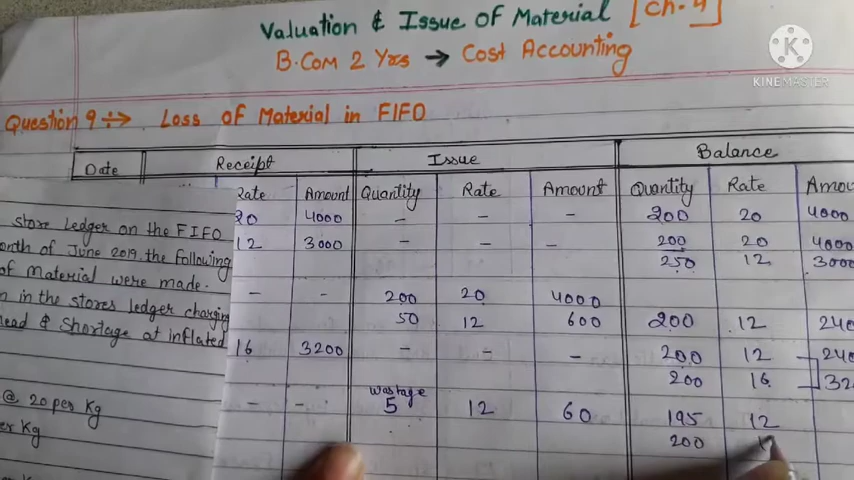 Valuation & Issue of Material [Ch.4]
B.Com 2 Yrs → Cost Accounting
K
KINEMASTER
Question 9 ÷→ Loss of Material in FIFO
Date Receipt Issue Balance
Rate Amount Quantity Rate Amount Quantity Rate
20 4000 - - - 200 20 4000
12 3000 - - - 200 20 4000
250 12 3000
- - 200 20 4000
50 12 600 200 12
16 3200 - - - 200 12
200 16
wastage
- - 5 12 60 195 12
200
store Ledger on the FIFO
of June 2019. the following
of Material were made.
in the stores ledger charging
& Shortage at inflated
@ 20 per Kg
Kg